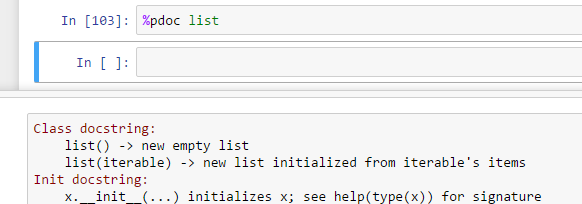 In [103]: %pdoc list
In [ ]:
Class docstring:
    list() -> new empty list
    list(iterable) -> new list initialized from iterable's items
Init docstring:
    x.__init__(...) initializes x; see help(type(x)) for signature